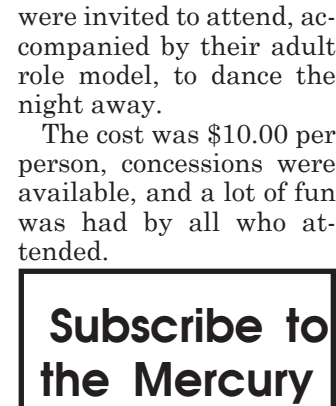 were invited to attend, ac-
companied by their adult
role model, to dance the
night away.
The cost was $10.00 per
person, concessions were
available, and a lot of fun
was had by all who at-
tended.
Subscribe to
the Mercury